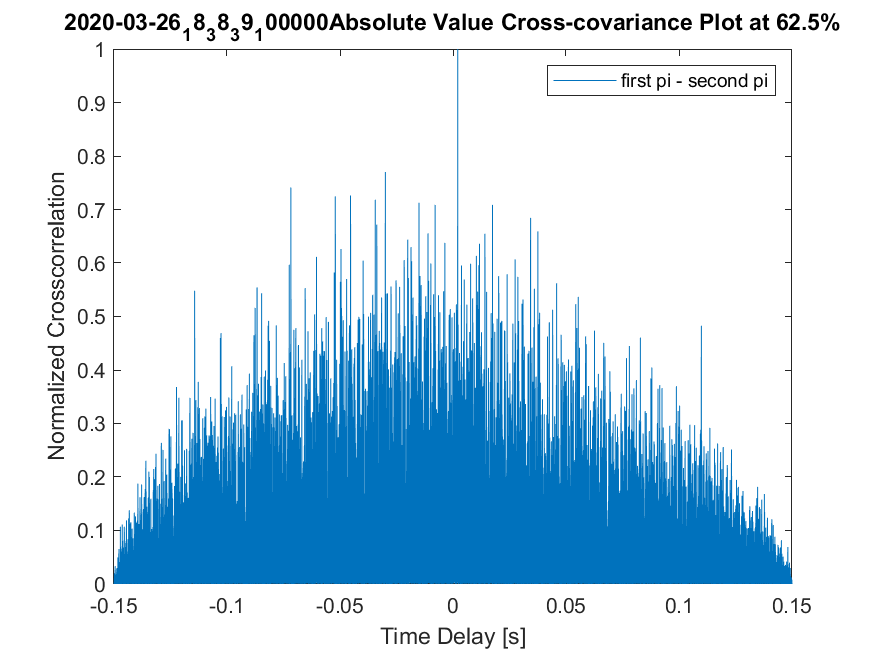 2020-03-26₁8₃8₃9₁00000Absolute Value Cross-covariance Plot at 62.5%
1
first pi - second pi
0.9
0.8
0.7
0.6
0.5
0.4
0.3
0.2
0.1
0
Normalized Crosscorrelation
-0.15 -0.1 -0.05 0 0.05 0.1 0.15
Time Delay [s]